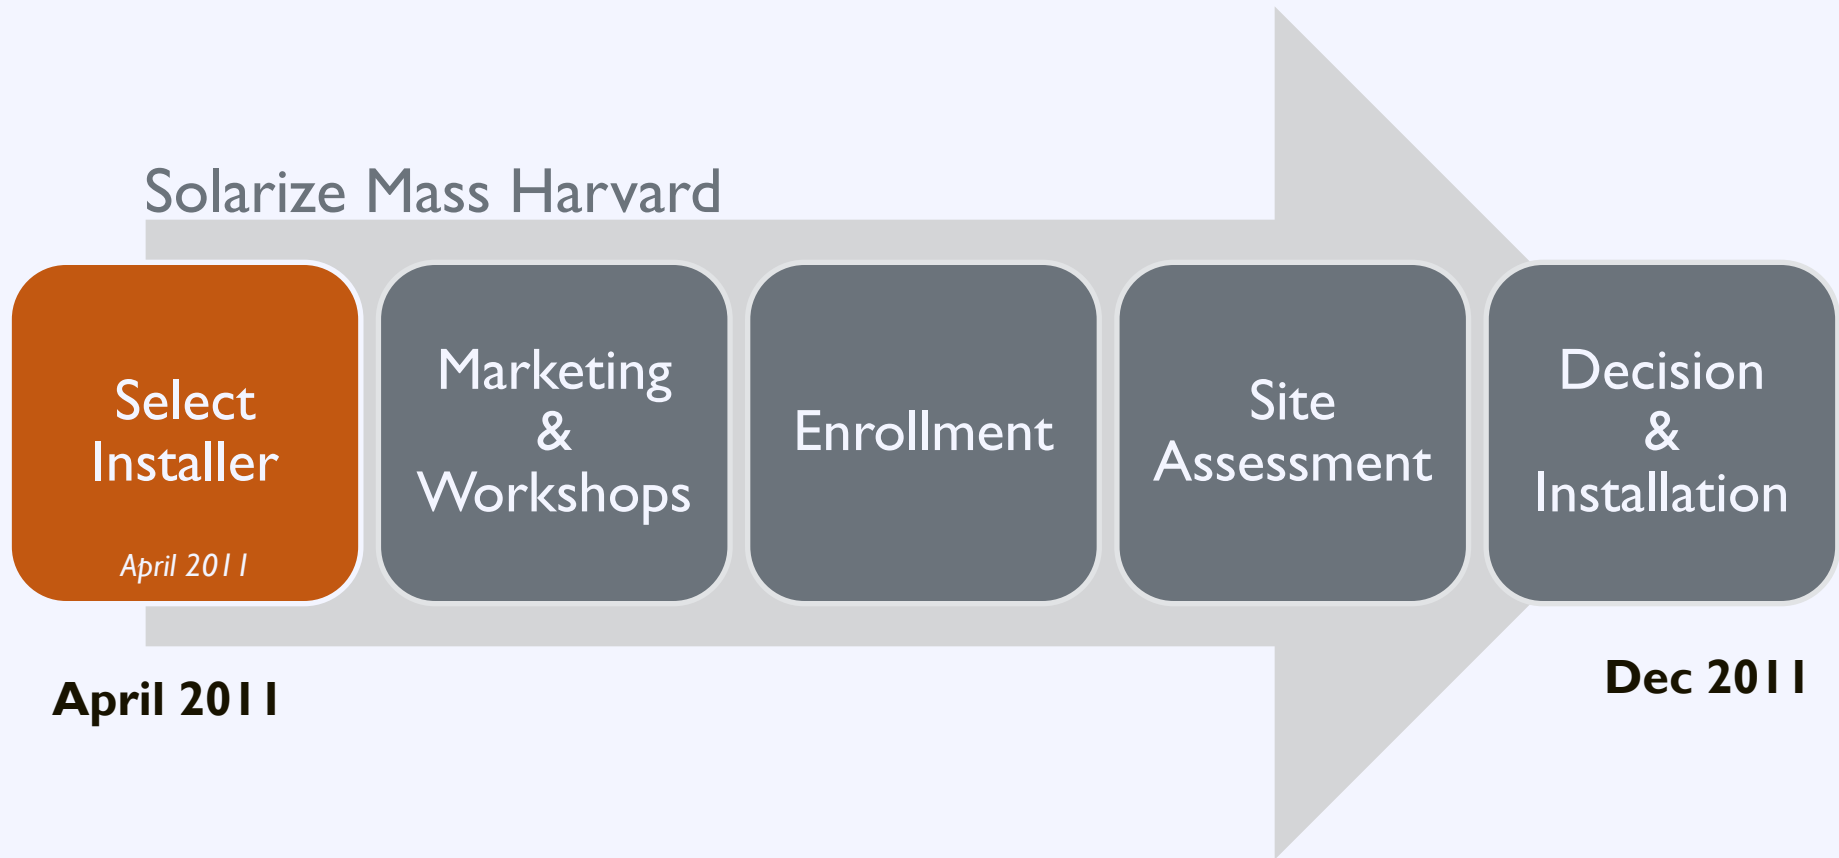 Solarize Mass Harvard
Select
Installer
April 2011
Marketing
&
Workshops
Enrollment
Site
Assessment
Decision
&
Installation
April 2011
Dec 2011